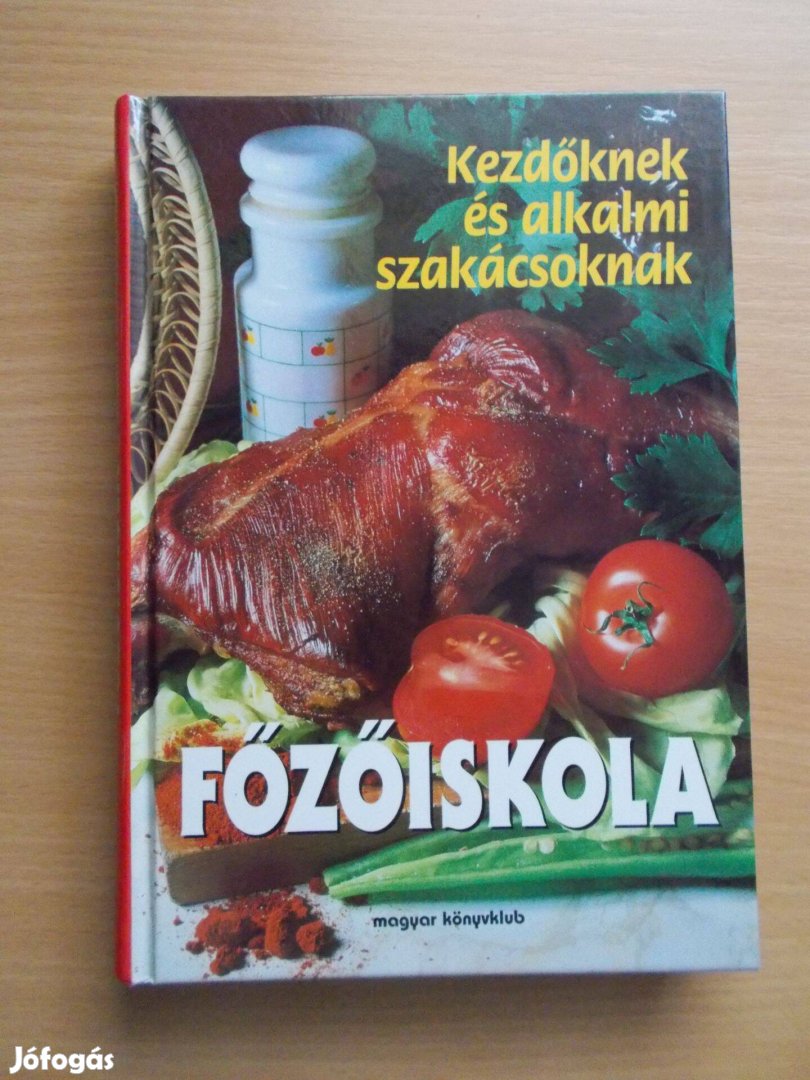 Kezdőknek
és alkalmi
szakácsoknak
FŐZŐISKOLA
magyar könyvklub
Jófogás